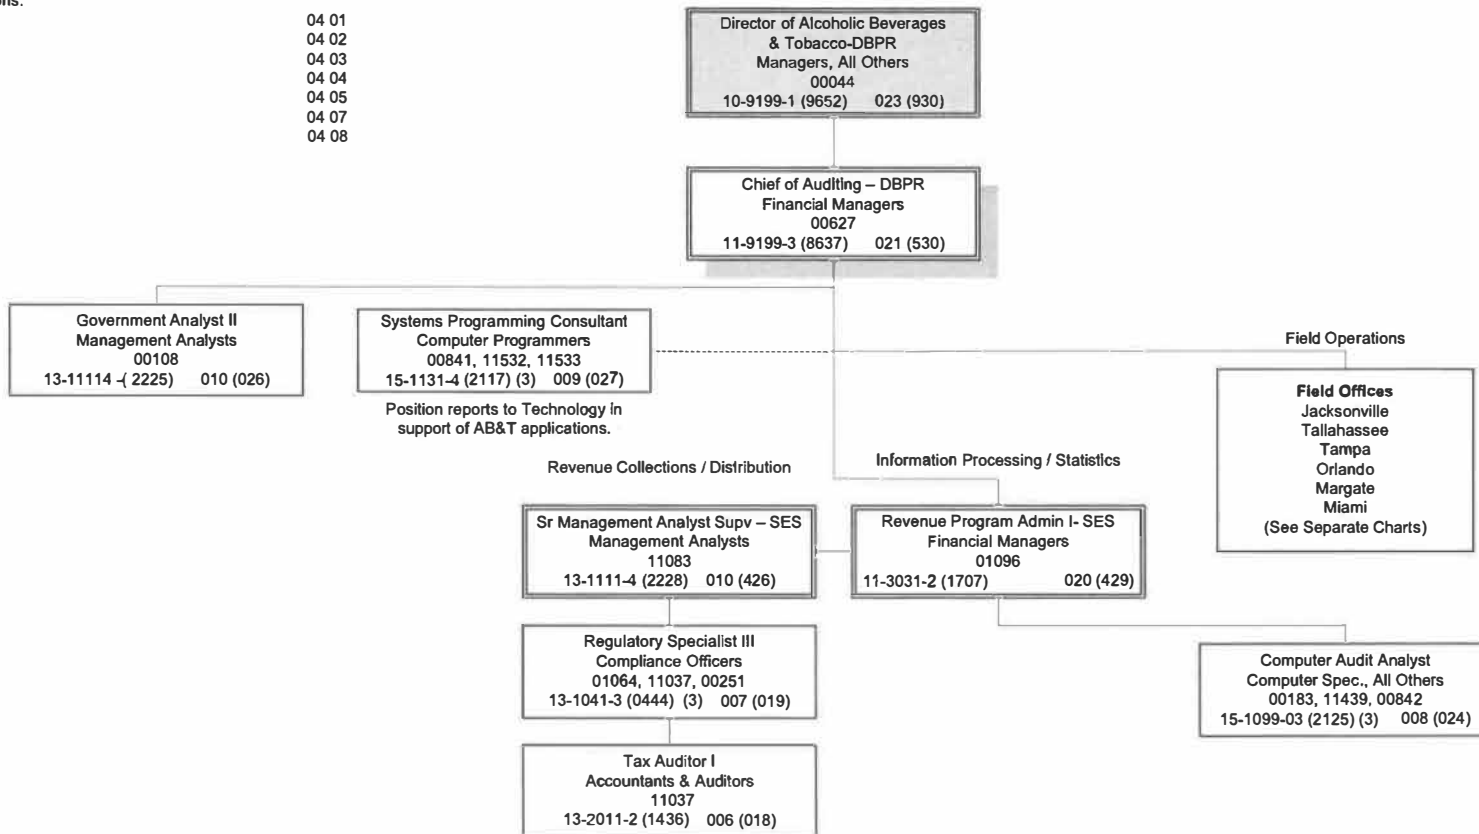 ons:
04 01
04 02
04 03
04 04
04 05
04 07
04 08
Director of Alcoholic Beverages
& Tobacco-DBPR
Managers, All Others
00044
10-9199-1 (9652) 023 (930)
Chief of Auditing – DBPR
Financial Managers
00627
11-9199-3 (8637) 021 (530)
Government Analyst II
Management Analysts
00108
13-11114 -( 2225) 010 (026)
Systems Programming Consultant
Computer Programmers
00841, 11532, 11533
15-1131-4 (2117) (3) 009 (027)
Position reports to Technology in
support of AB&T applications.
Field Operations
Field Offices
Jacksonville
Tallahassee
Tampa
Orlando
Margate
Miami
(See Separate Charts)
Revenue Collections / Distribution
Information Processing / Statistics
Sr Management Analyst Supv – SES
Management Analysts
11083
13-1111-4 (2228) 010 (426)
Revenue Program Admin I- SES
Financial Managers
01096
11-3031-2 (1707) 020 (429)
Regulatory Specialist III
Compliance Officers
01064, 11037, 00251
13-1041-3 (0444) (3) 007 (019)
Computer Audit Analyst
Computer Spec., All Others
00183, 11439, 00842
15-1099-03 (2125) (3) 008 (024)
Tax Auditor I
Accountants & Auditors
11037
13-2011-2 (1436) 006 (018)